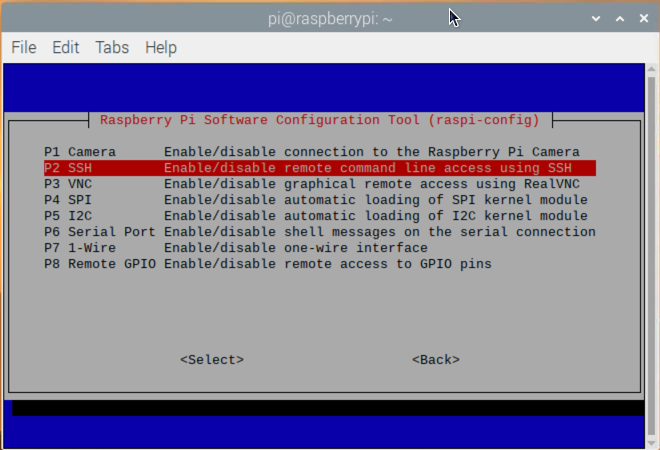 pi@raspberrypi: ~
File Edit Tabs Help
Raspberry Pi Software Configuration Tool (raspi-config)
P1 Camera Enable/disable connection to the Raspberry Pi Camera
P2 SSH Enable/disable remote command line access using SSH
P3 VNC Enable/disable graphical remote access using RealVNC
P4 SPI Enable/disable automatic loading of SPI kernel module
P5 I2C Enable/disable automatic loading of I2C kernel module
P6 Serial Port Enable/disable shell messages on the serial connection
P7 1-Wire Enable/disable one-wire interface
P8 Remote GPIO Enable/disable remote access to GPIO pins
<Select> <Back>